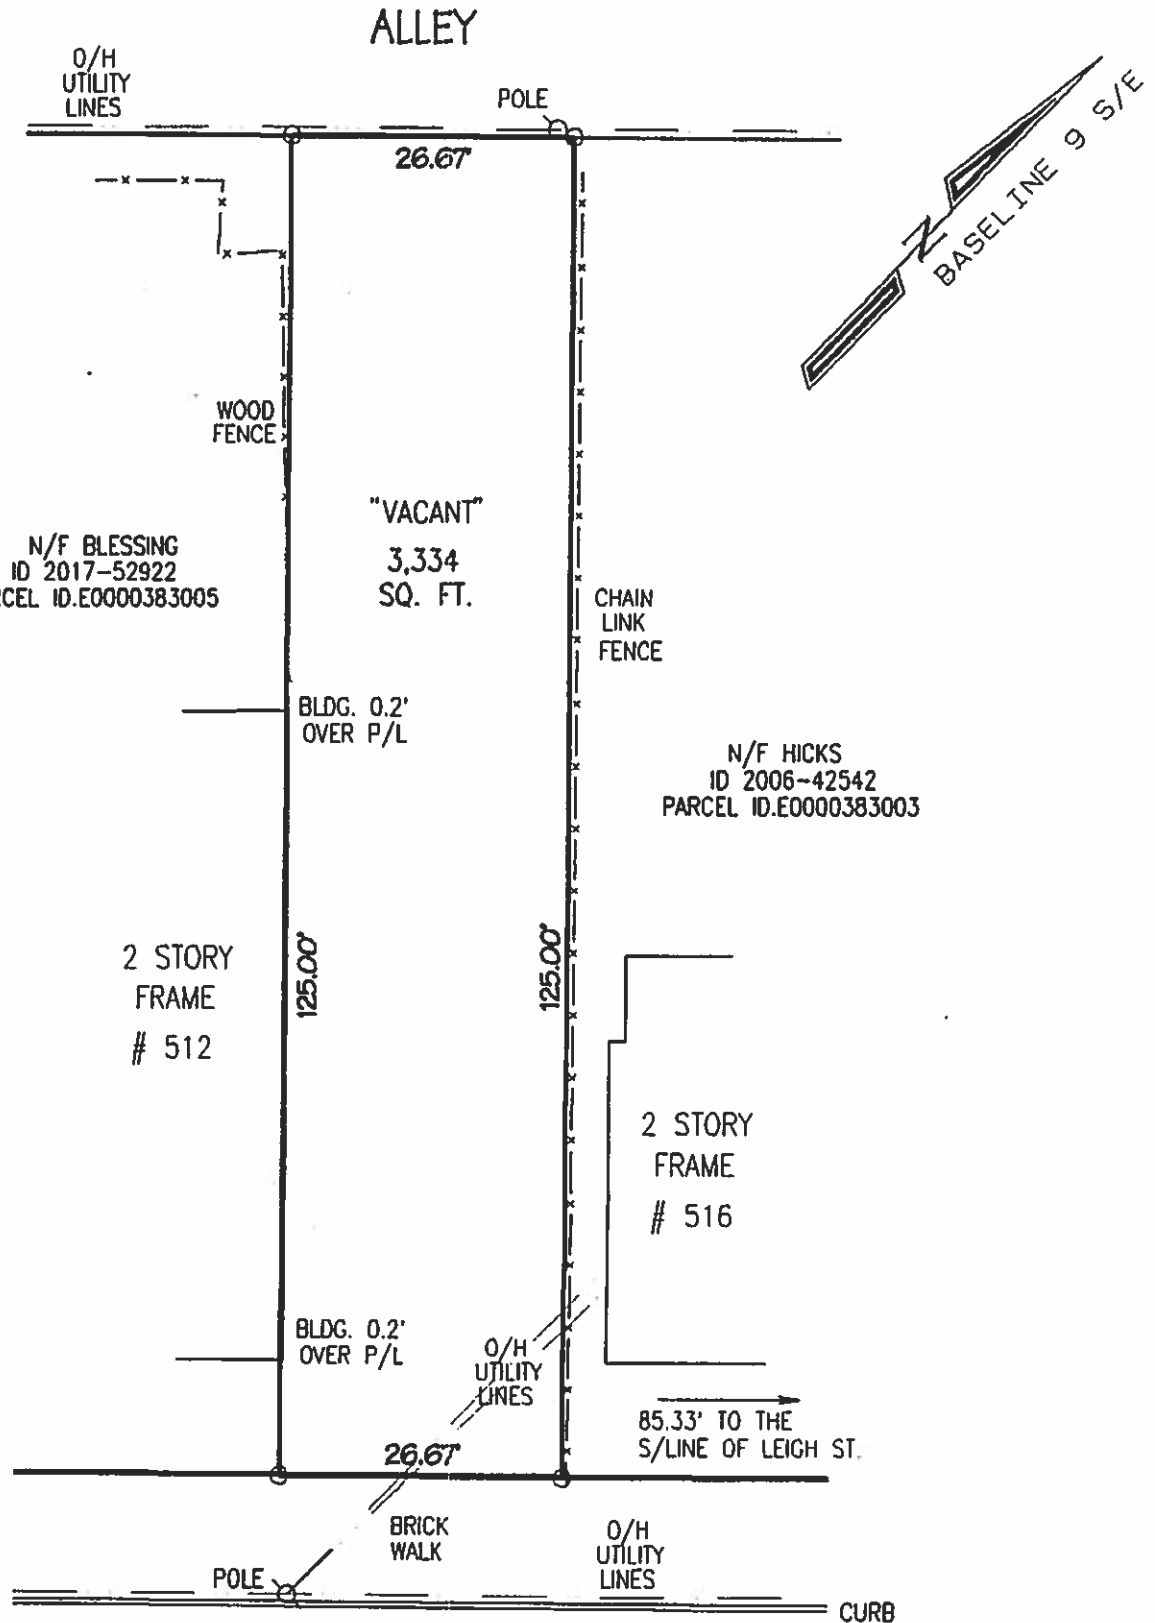 ALLEY
O/H
UTILITY
LINES
POLE
26.67'
N
BASELINE 9 S/E
WOOD
FENCE
"VACANT"
3,334
SQ. FT.
N/F BLESSING
ID 2017-52922
CEL ID.E0000383005
CHAIN
LINK
FENCE
BLDG. 0.2'
OVER P/L
N/F HICKS
ID 2006-42542
PARCEL ID.E0000383003
125.00'
125.00'
2 STORY
FRAME
# 512
2 STORY
FRAME
# 516
BLDG. 0.2'
OVER P/L
O/H
UTILITY
LINES
85.33' TO THE
S/LINE OF LEIGH ST.
26.67'
BRICK
WALK
O/H
UTILITY
LINES
POLE
CURB